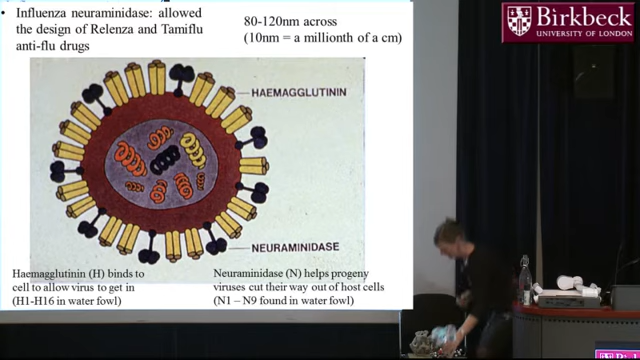 • Influenza neuraminidase: allowed
the design of Relenza and Tamiflu
anti-flu drugs
80-120nm across
(10nm = a millionth of a cm)
Birkbeck
UNIVERSITY OF LONDON
HAEMAGGLUTININ
NEURAMINIDASE
Haemagglutinin (H) binds to
cell to allow virus to get in
(H1-H16 in water fowl)
Neuraminidase (N) helps progeny
viruses cut their way out of host cells
(N1 – N9 found in water fowl)